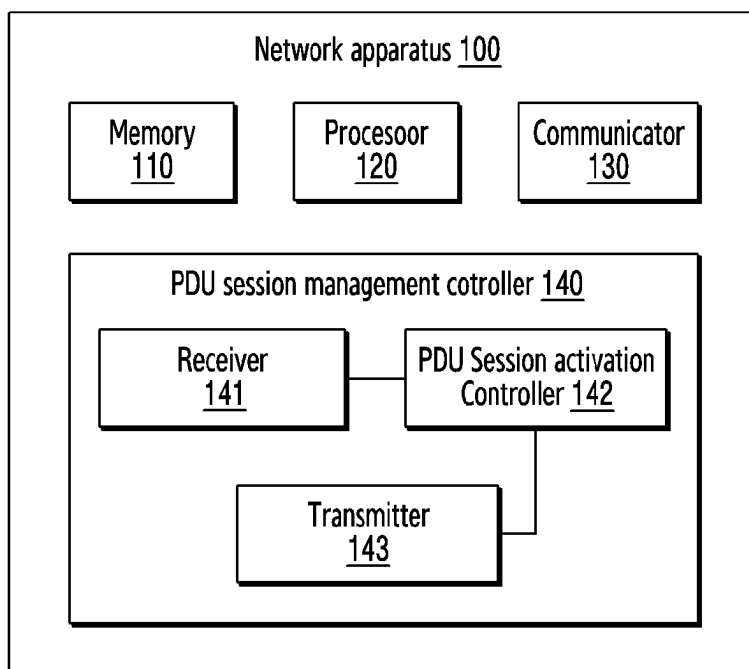 Network apparatus 100
Memory
110
Procesoor
120
Communicator
130
PDU session management cotroller 140
Receiver
141
PDU Session activation
Controller 142
Transmitter
143